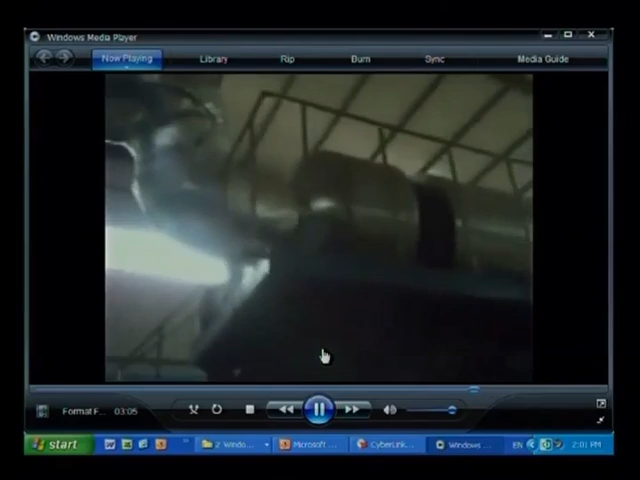 Windows Media Player
Now Playing Library Rip Burn Sync Media Guide
Format F... 03:05
start 2 Windo... Microsoft ... CyberLink... Windows ... EN 2:01 PM